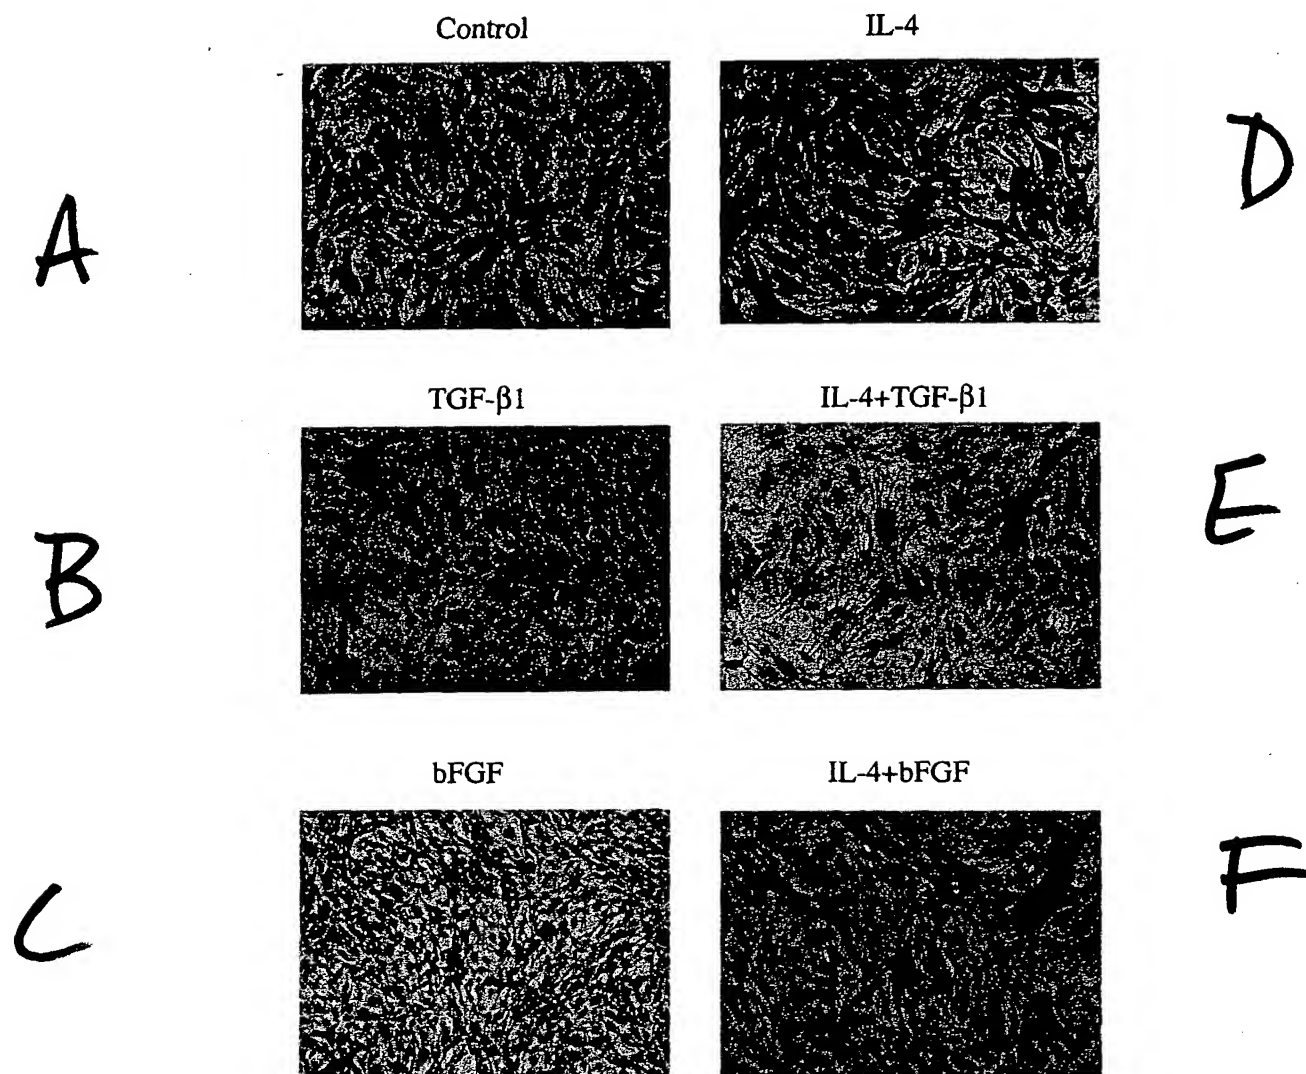 Control
IL-4
A
D
TGF-β1
IL-4+TGF-β1
B
E
bFGF
IL-4+bFGF
C
F